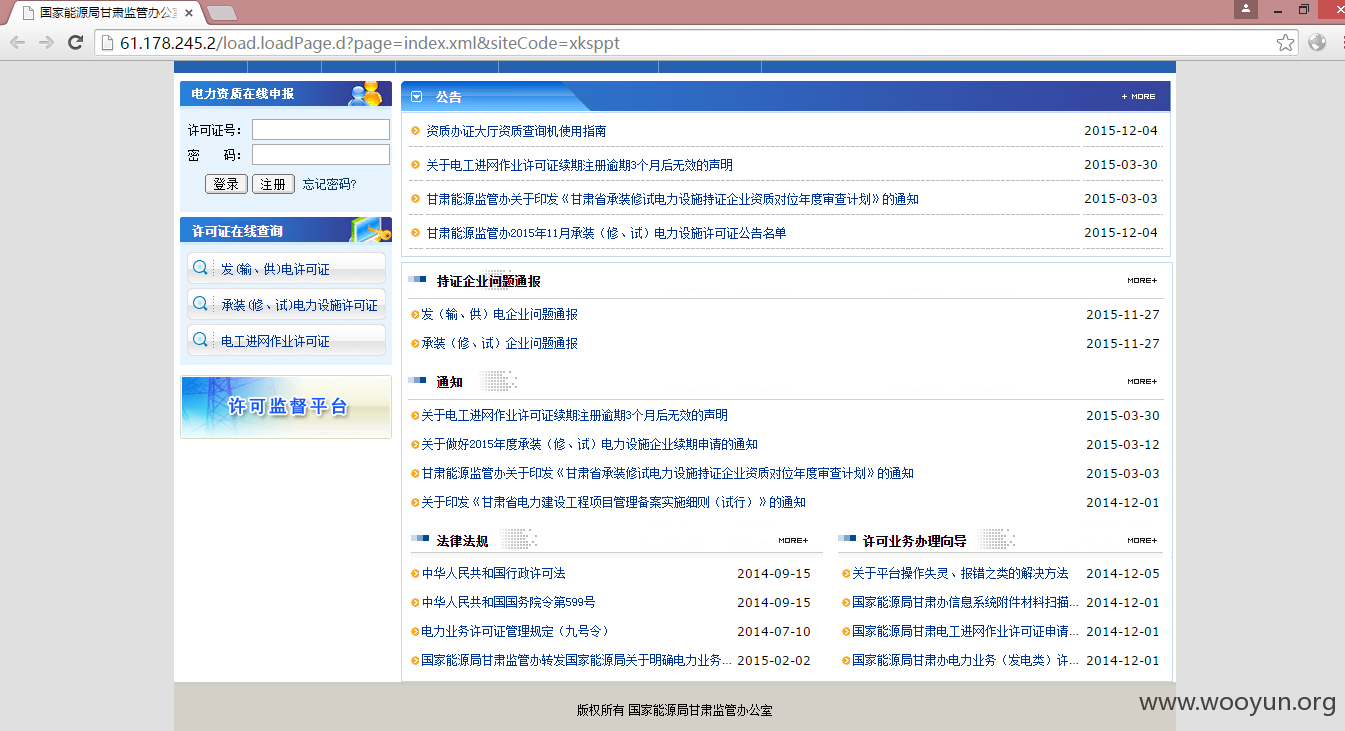 国家能源局甘肃监管办公室
61.178.245.2/load.loadPage.d?page=index.xml&siteCode=xksppt
电力资质在线申报
许可证号：
密 码：
登录 注册 忘记密码?
许可证在线查询
发(输、供)电许可证
承装(修、试)电力设施许可证
电工进网作业许可证
许可监督平台
公告 + MORE
资质办证大厅资质查询机使用指南 2015-12-04
关于电工进网作业许可证续期注册逾期3个月后无效的声明 2015-03-30
甘肃能源监管办关于印发《甘肃省承装修试电力设施持证企业资质对位年度审查计划》的通知 2015-03-03
甘肃能源监管办2015年11月承装（修、试）电力设施许可证公告名单 2015-12-04
持证企业问题通报 MORE+
发（输、供）电企业问题通报 2015-11-27
承装（修、试）企业问题通报 2015-11-27
通知 MORE+
关于电工进网作业许可证续期注册逾期3个月后无效的声明 2015-03-30
关于做好2015年度承装（修、试）电力设施企业续期申请的通知 2015-03-12
甘肃能源监管办关于印发《甘肃省承装修试电力设施持证企业资质对位年度审查计划》的通知 2015-03-03
关于印发《甘肃省电力建设工程项目管理备案实施细则（试行）》的通知 2014-12-01
法律法规 MORE+
中华人民共和国行政许可法 2014-09-15
中华人民共和国国务院令第599号 2014-09-15
电力业务许可证管理规定（九号令） 2014-07-10
国家能源局甘肃监管办转发国家能源局关于明确电力业务... 2015-02-02
许可业务办理向导 MORE+
关于平台操作失灵、报错之类的解决方法 2014-12-05
国家能源局甘肃办信息系统附件材料扫描... 2014-12-01
国家能源局甘肃电工进网作业许可证申请... 2014-12-01
国家能源局甘肃办电力业务（发电类）许... 2014-12-01
版权所有 国家能源局甘肃监管办公室
www.wooyun.org